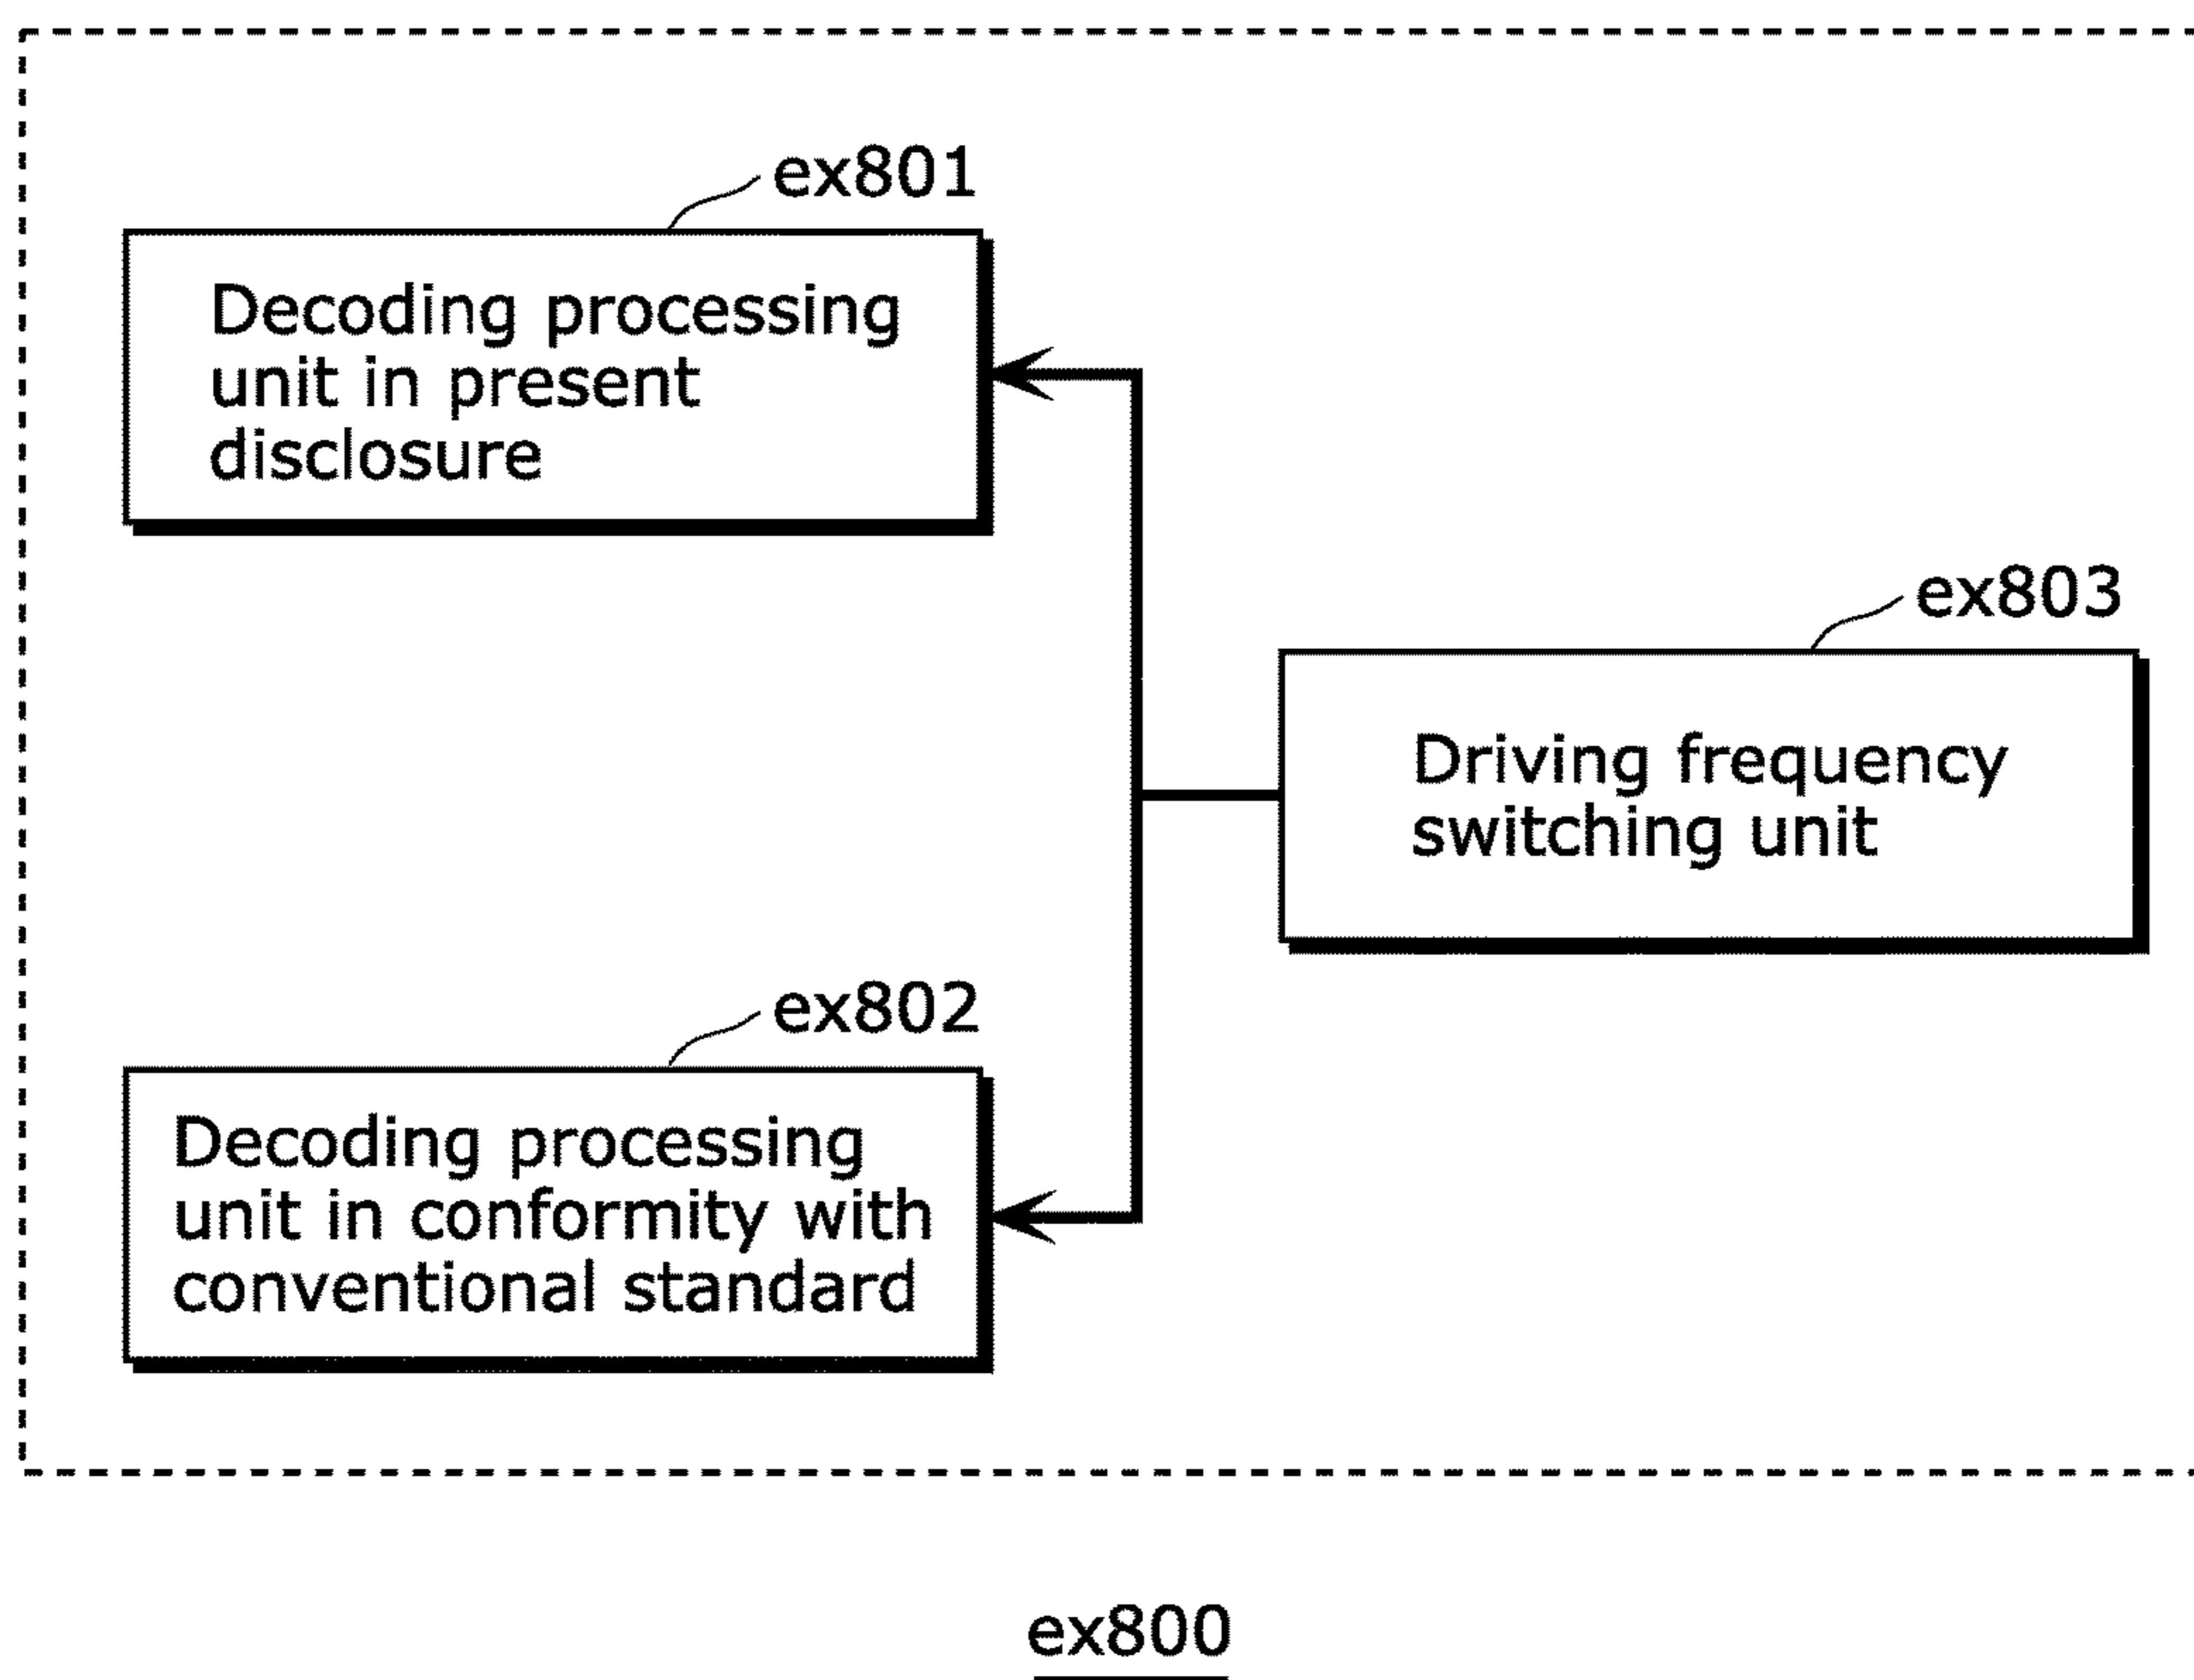 ex801
Decoding processing
unit in present
disclosure
ex803
Driving frequency
switching unit
ex802
Decoding processing
unit in conformity with
conventional standard
ex800